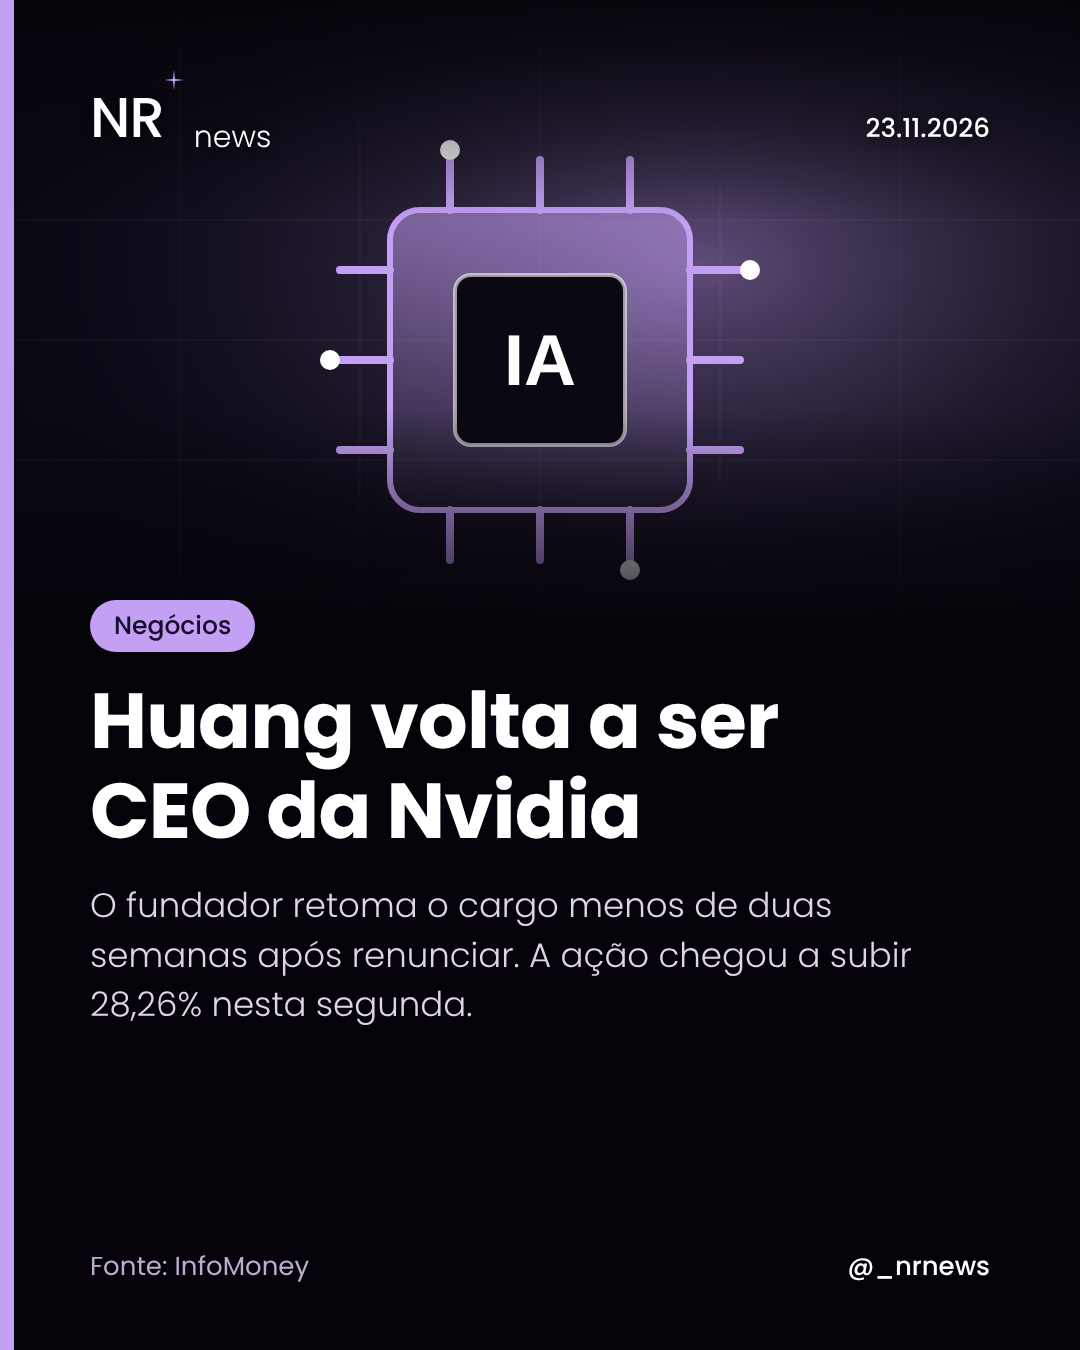 NR
news
23.11.2026
IA
Negócios
Huang volta a ser
CEO da Nvidia
O fundador retoma o cargo menos de duas
semanas após renunciar. A ação chegou a subir
28,26% nesta segunda.
Fonte: InfoMoney
@_nrnews